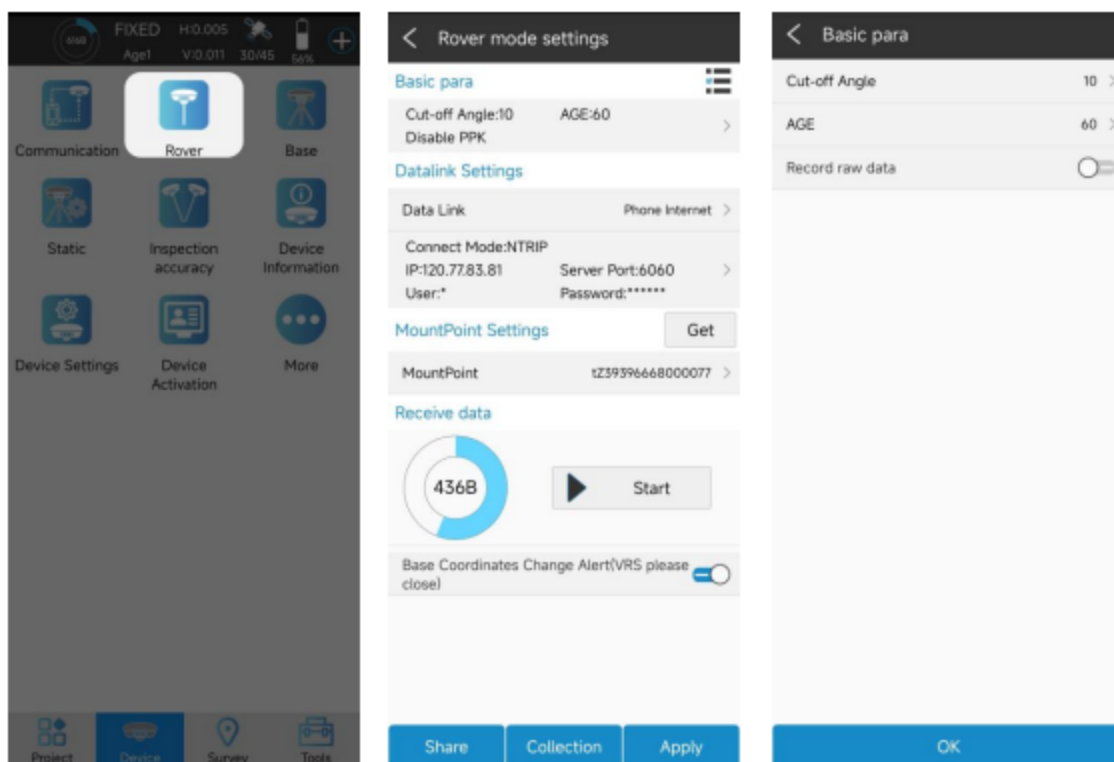 616B
FIXED
H:0.005
Age1
V:0.011
30/45
56%
Communication
Rover
Base
Static
Inspection
accuracy
Device
Information
Device Settings
Device
Activation
More
Project
Device
Survey
Tools
Rover mode settings
Basic para
Cut-off Angle:10 AGE:60
Disable PPK
Datalink Settings
Data Link Phone Internet
Connect Mode:NTRIP
IP:120.77.83.81 Server Port:6060
User:* Password:******
MountPoint Settings Get
MountPoint tZ39396668000077
Receive data
436B
Start
Base Coordinates Change Alert(VRS please
close)
Share Collection Apply
Basic para
Cut-off Angle 10
AGE 60
Record raw data
OK